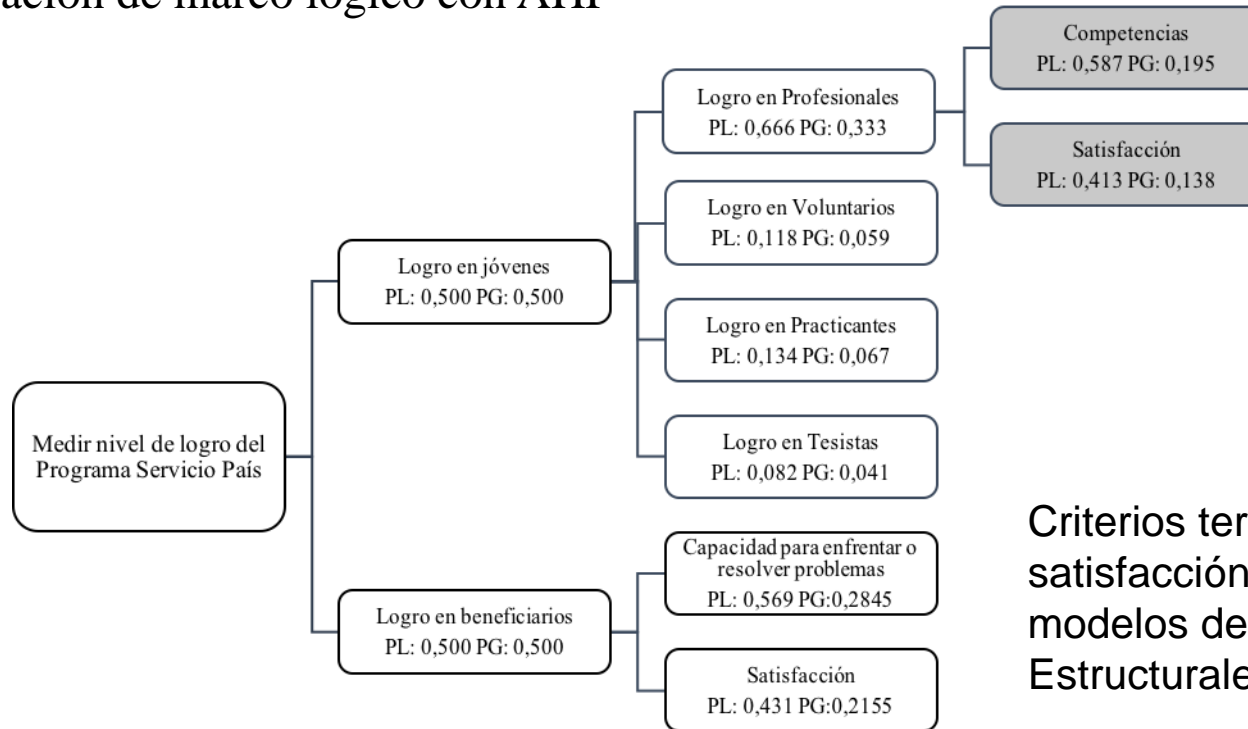 de marco lógico con
Competencias
PL: 0,587 PG: 0,195
Satisfacción
PL: 0,413 PG: 0,138
Logro en Profesionales
PL: 0,666 PG: 0,333
Logro en Voluntarios
PL: 0,118 PG: 0,059
Logro en jóvenes
PL: 0,500 PG: 0,500
Logro en Practicantes
PL: 0,134 PG: 0,067
Logro en Tesistas
PL: 0,082 PG: 0,041
Medir nivel de logro del
Programa Servicio País
Capacidad para enfrentar o
resolver problemas
PL: 0,569 PG:0,2845
Logro en beneficiarios
PL: 0,500 PG: 0,500
Satisfacción
PL: 0,431 PG:0,2155
Criterios
satisfacción
modelos de